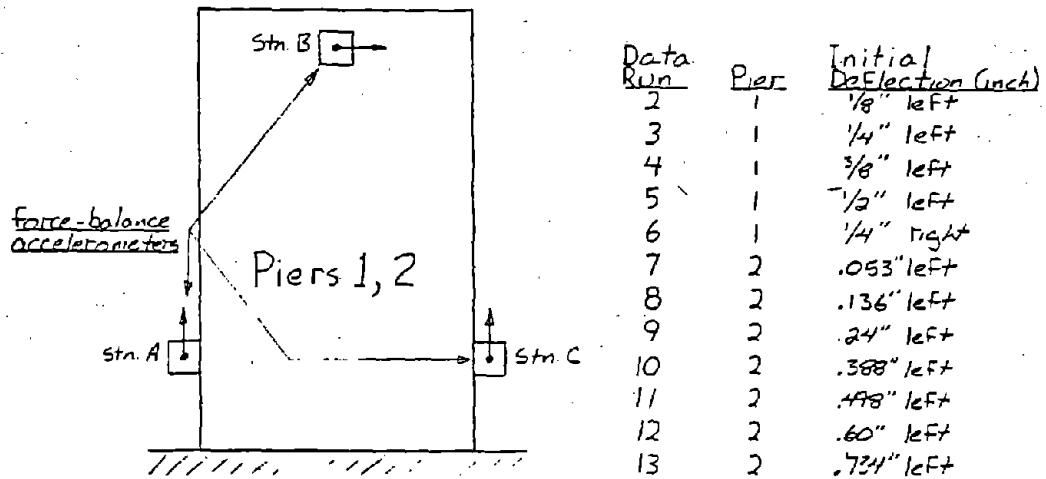 Stn. B
force-balance
accelerometers
Piers 1, 2
Stn. A
Stn. C
Data Run Pier Initial Deflection (inch)
2 1 1/8" left
3 1 1/4" left
4 1 3/8" left
5 1 1/2" left
6 1 1/4" right
7 2 .053" left
8 2 .136" left
9 2 .24" left
10 2 .388" left
11 2 .498" left
12 2 .60" left
13 2 .734" left